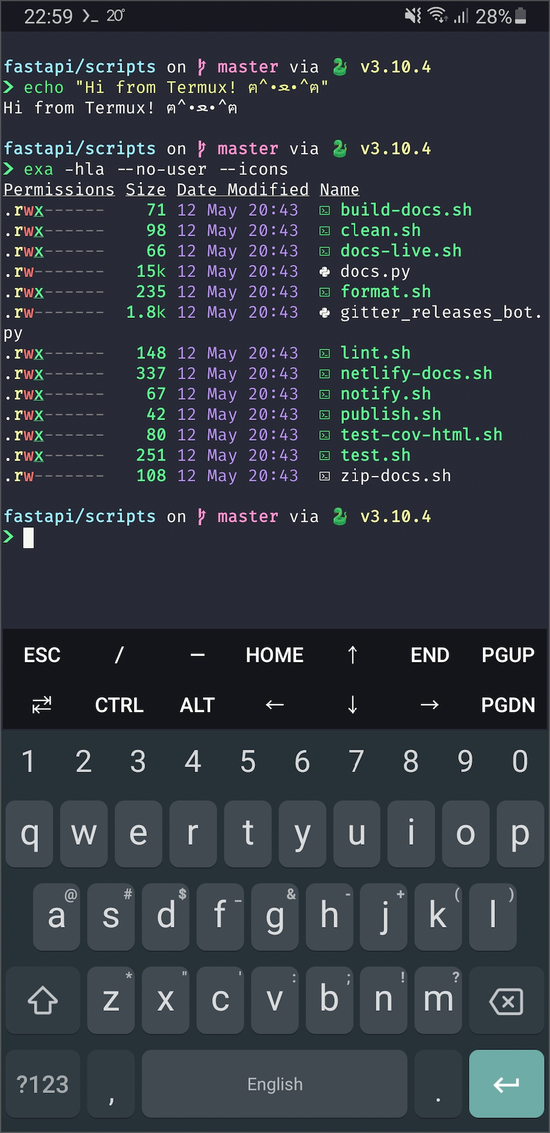 22:59 20° 28%
fastapi/scripts on master via v3.10.4
❯ echo "Hi from Termux! ฅ^•ﻌ•^ฅ"
Hi from Termux! ฅ^•ﻌ•^ฅ
fastapi/scripts on master via 🐍 v3.10.4
❯ exa -hla --no-user --icons
Permissions Size Date Modified Name
.rwx------ 71 12 May 20:43 build-docs.sh
.rwx------ 98 12 May 20:43 clean.sh
.rwx------ 66 12 May 20:43 docs-live.sh
.rw------- 15k 12 May 20:43 docs.py
.rwx------ 235 12 May 20:43 format.sh
.rw------- 1.8k 12 May 20:43 gitter_releases_bot.
py
.rwx------ 148 12 May 20:43 lint.sh
.rwx------ 337 12 May 20:43 netlify-docs.sh
.rwx------ 67 12 May 20:43 notify.sh
.rwx------ 42 12 May 20:43 publish.sh
.rwx------ 80 12 May 20:43 test-cov-html.sh
.rwx------ 251 12 May 20:43 test.sh
.rw------- 108 12 May 20:43 zip-docs.sh
fastapi/scripts on master via 🐍 v3.10.4
❯
ESC / — HOME ↑ END PGUP
⇄ CTRL ALT ← ↓ → PGDN
1 2 3 4 5 6 7 8 9 0
q w e r t y u i o p
@ # $ _ & - + ( )
a s d f g h j k l
* " ' : ; ! ?
z x c v b n m
?123 , English .